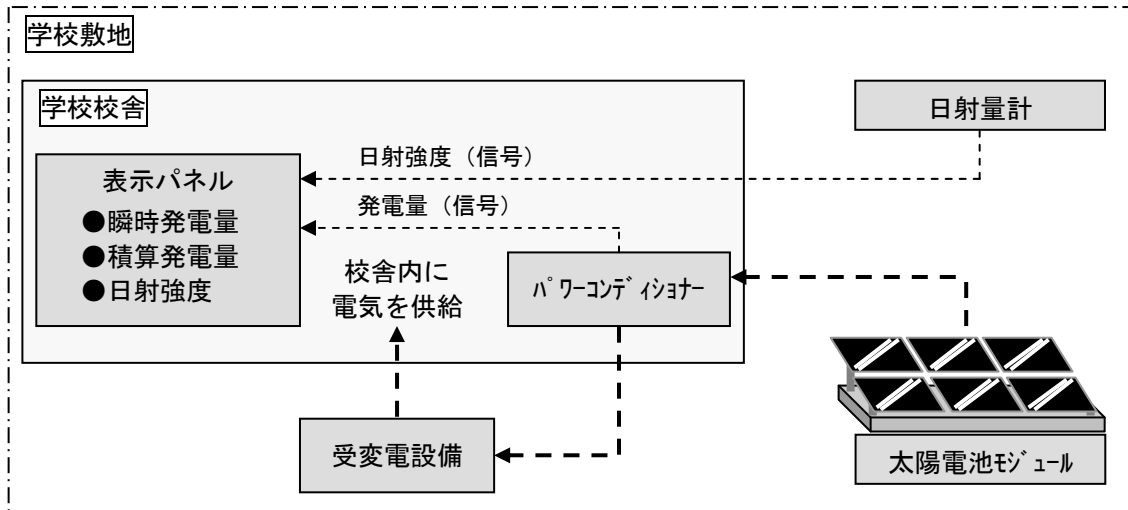 学校敷地
学校校舎
日射量計
日射強度（信号）
表示パネル
●瞬時発電量
●積算発電量
●日射強度
発電量（信号）
校舎内に
電気を供給
ﾊﾟﾜｰｺﾝﾃﾞｨｼｮﾅｰ
受変電設備
太陽電池ﾓｼﾞｭｰﾙ